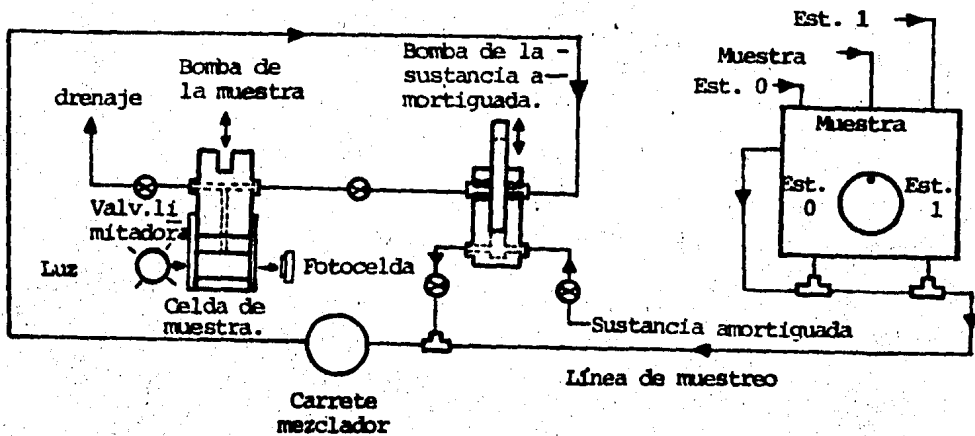 Est. 1
Muestra
Est. 0
Bomba de
la muestra
Bomba de la -
sustancia a-
mortiguada.
drenaje
Muestra
Est.
0
Est.
1
Valv.li
mitadora
Luz
Fotocelda
Celda de
muestra.
Sustancia amortiguada
Línea de muestreo
Carrete
mezclador